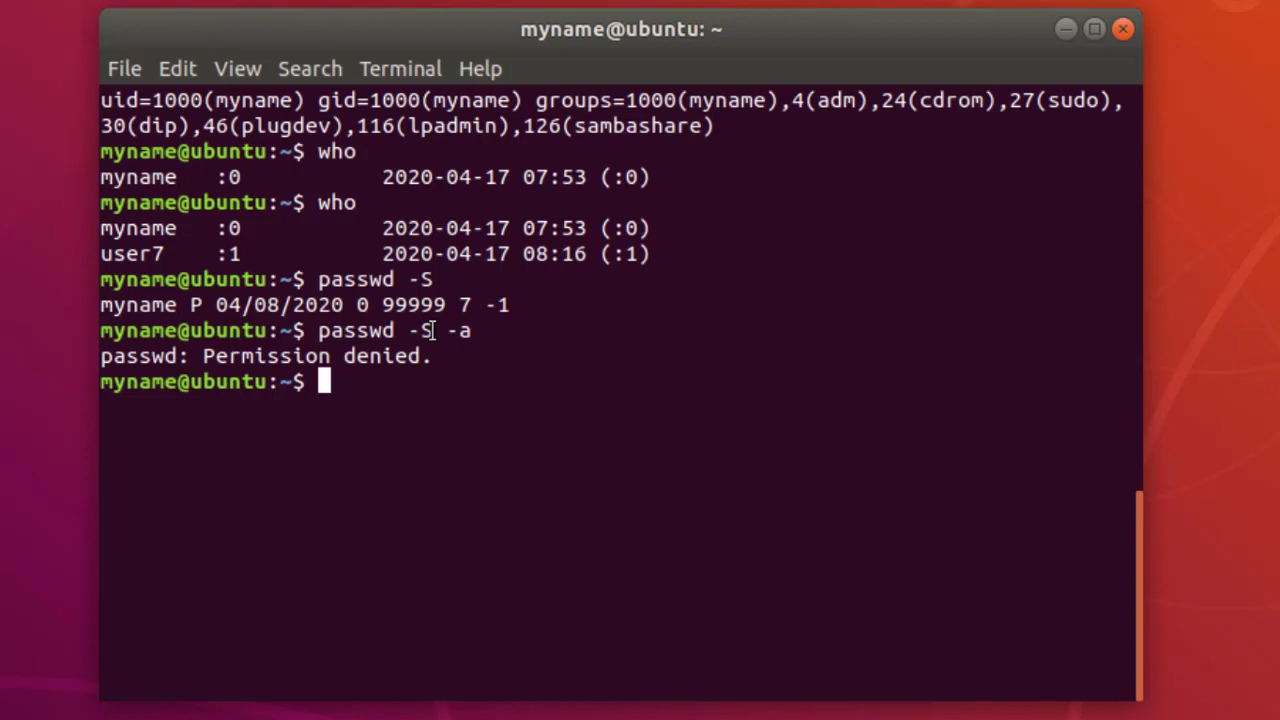 myname@ubuntu: ~
File Edit View Search Terminal Help
uid=1000(myname) gid=1000(myname) groups=1000(myname),4(adm),24(cdrom),27(sudo),
30(dip),46(plugdev),116(lpadmin),126(sambashare)
myname@ubuntu:~$ who
myname   :0           2020-04-17 07:53 (:0)
myname@ubuntu:~$ who
myname   :0           2020-04-17 07:53 (:0)
user7    :1           2020-04-17 08:16 (:1)
myname@ubuntu:~$ passwd -S
myname P 04/08/2020 0 99999 7 -1
myname@ubuntu:~$ passwd -S -a
passwd: Permission denied.
myname@ubuntu:~$